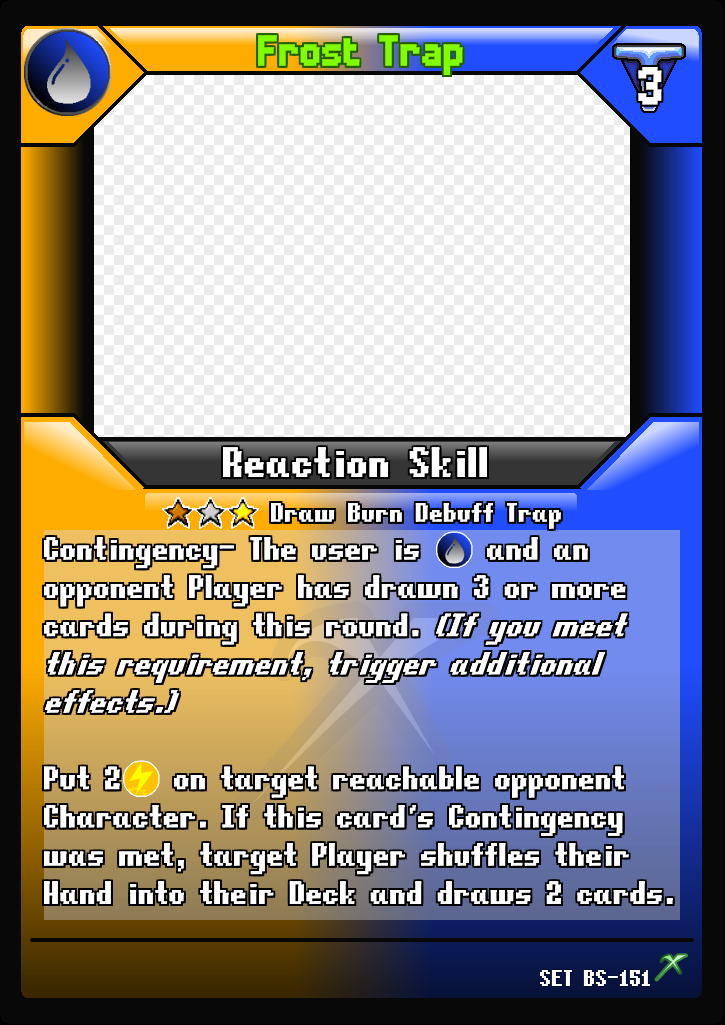 Frost Trap
3
Reaction Skill
Draw Burn Debuff Trap
Contingency- The user is and an
opponent Player has drawn 3 or more
cards during this round. (If you meet
this requirement, trigger additional
effects.)
Put 2 on target reachable opponent
Character. If this card's Contingency
was met, target Player shuffles their
Hand into their Deck and draws 2 cards.
SET BS-151